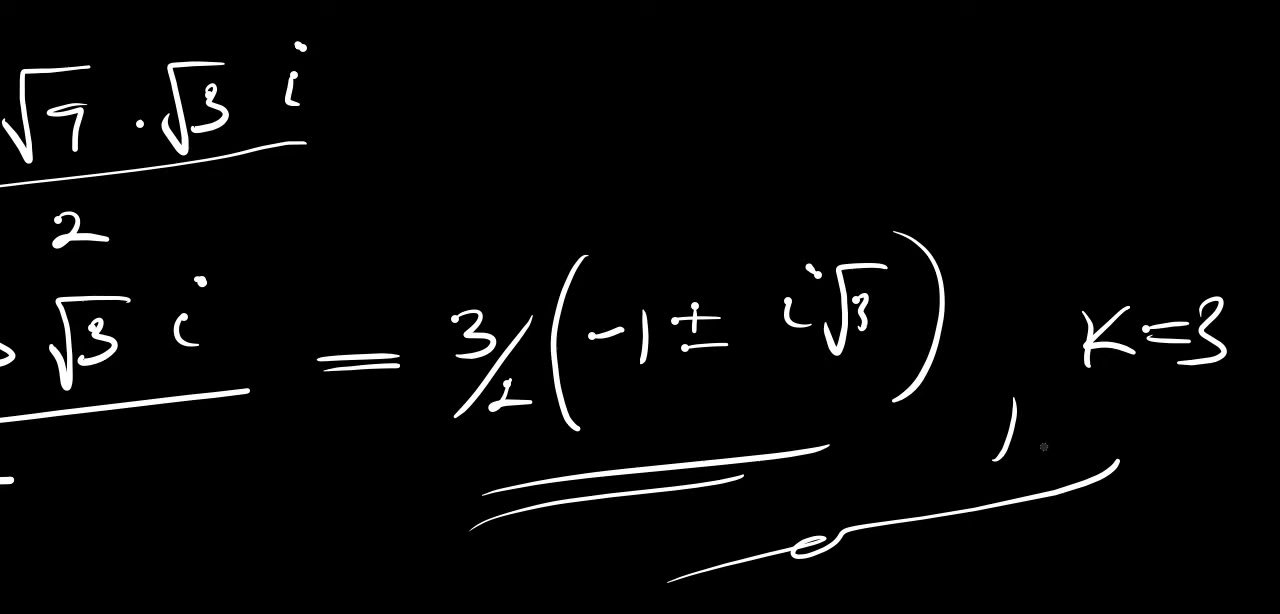 √9 · √3 i
2
√3 i = 3/2 (-1 ± i√3), K=3